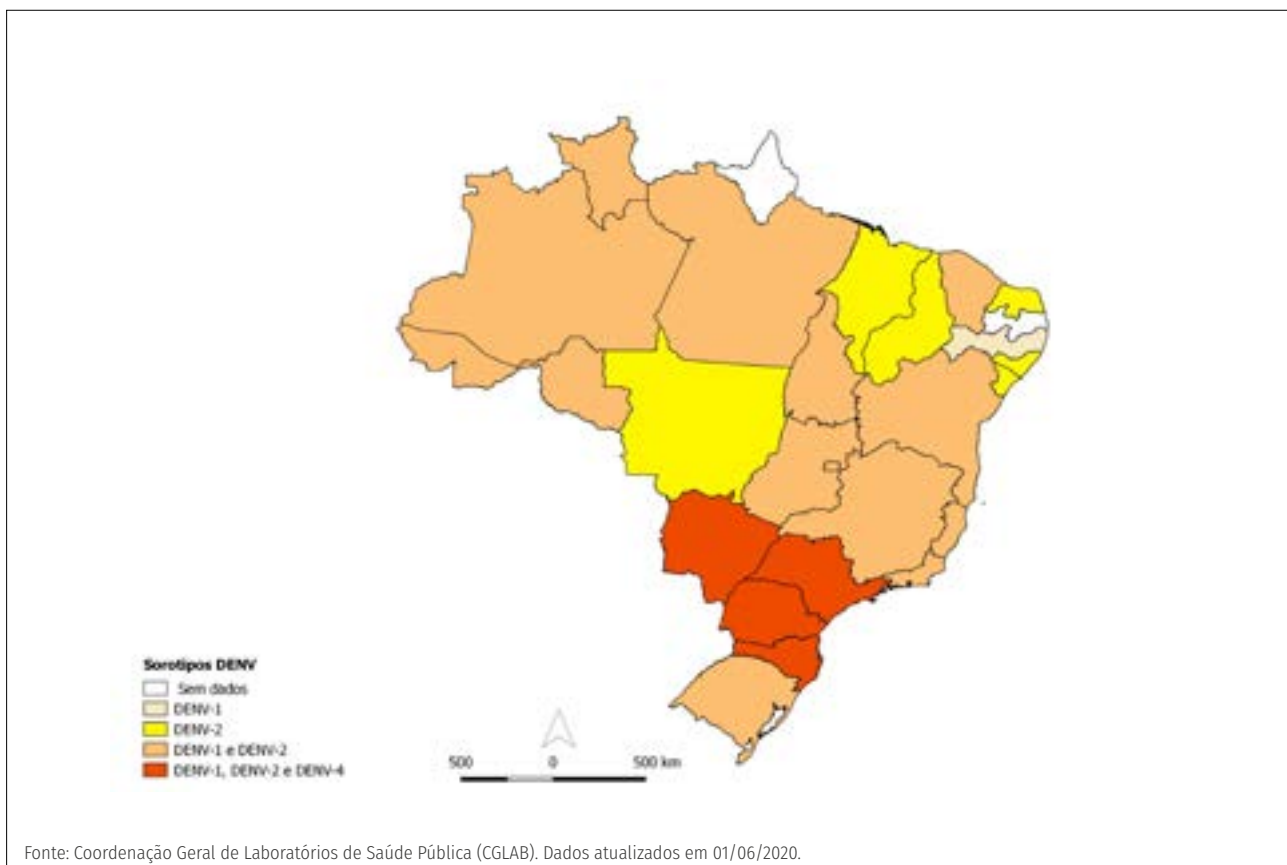 Sorotipos DENV
Sem dados
DENV-1
DENV-2
DENV-1 e DENV-2
DENV-1, DENV-2 e DENV-4
500 0 500 km
Fonte: Coordenação Geral de Laboratórios de Saúde Pública (CGLAB). Dados atualizados em 01/06/2020.